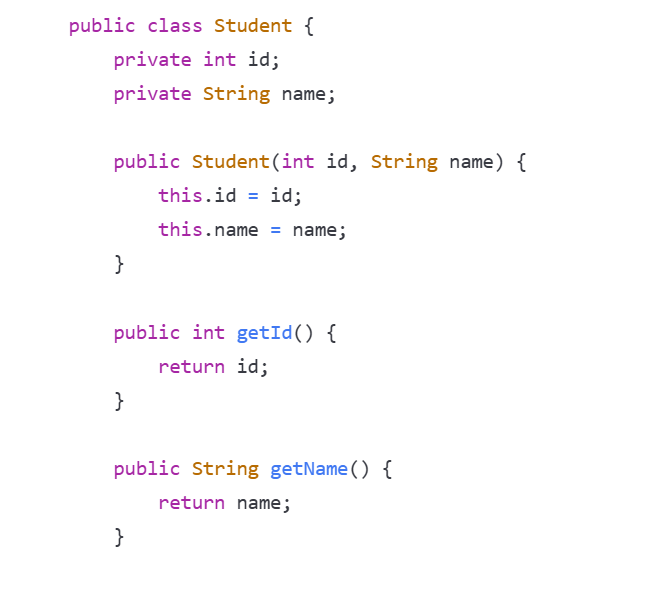 public class Student {
    private int id;
    private String name;

    public Student(int id, String name) {
        this.id = id;
        this.name = name;
    }

    public int getId() {
        return id;
    }

    public String getName() {
        return name;
    }